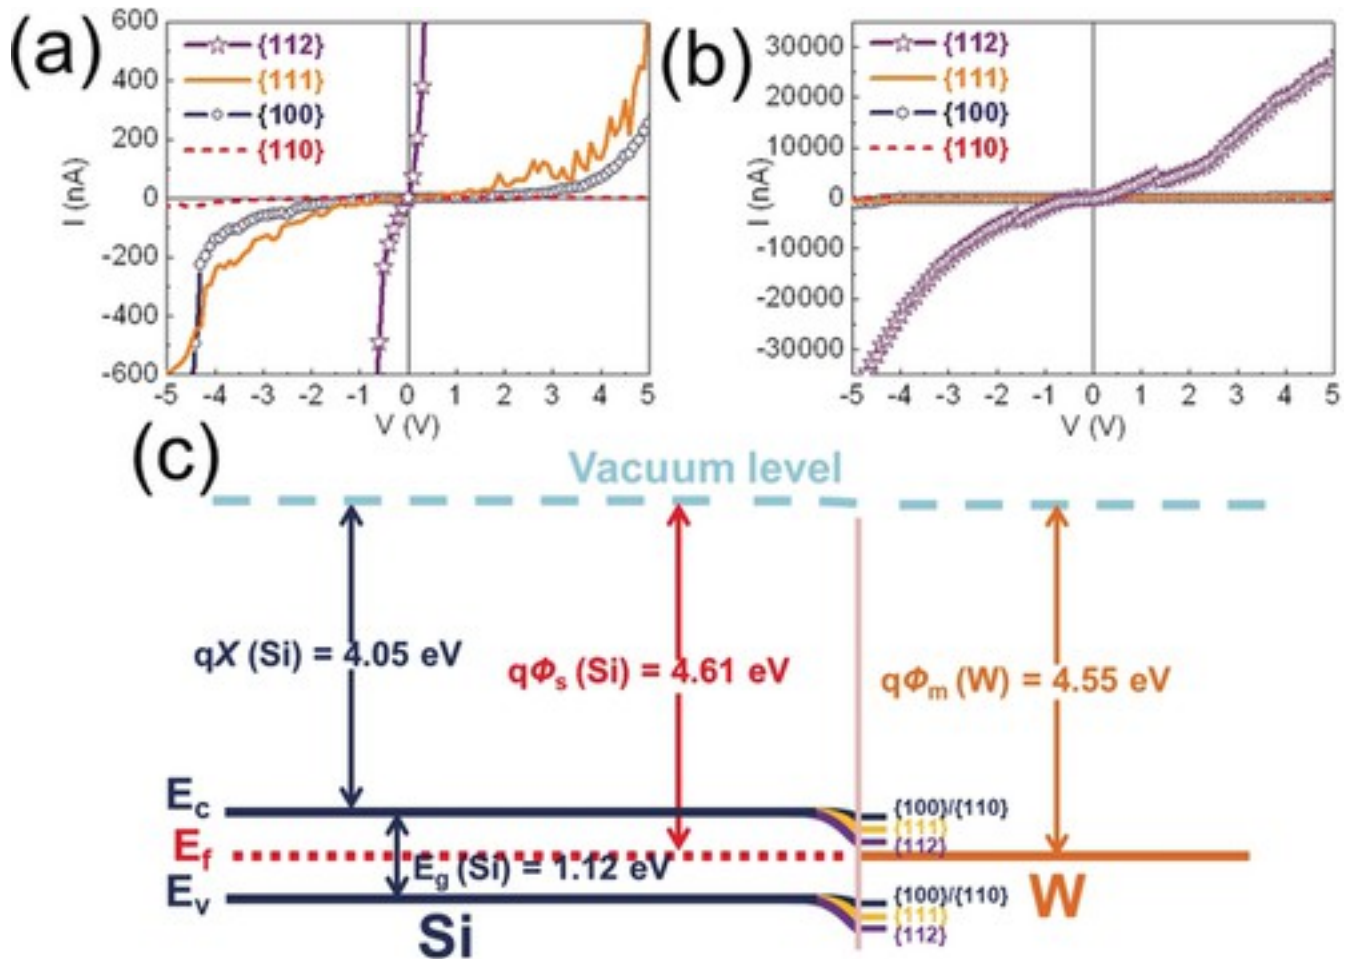 (a)
600
400
200
0
-200
-400
-600
I (nA)
{112}
{111}
{100}
{110}
-5 -4 -3 -2 -1 0 1 2 3 4 5
V (V)
(b)
30000
20000
10000
0
-10000
-20000
-30000
I (nA)
{112}
{111}
{100}
{110}
-5 -4 -3 -2 -1 0 1 2 3 4 5
V (V)
(c)
Vacuum level
qX (Si) = 4.05 eV
qΦs (Si) = 4.61 eV
qΦm (W) = 4.55 eV
Ec
{100}/{110}
{111}
{112}
Ef
Eg (Si) = 1.12 eV
Ev
{100}/{110}
{111}
{112}
Si
W